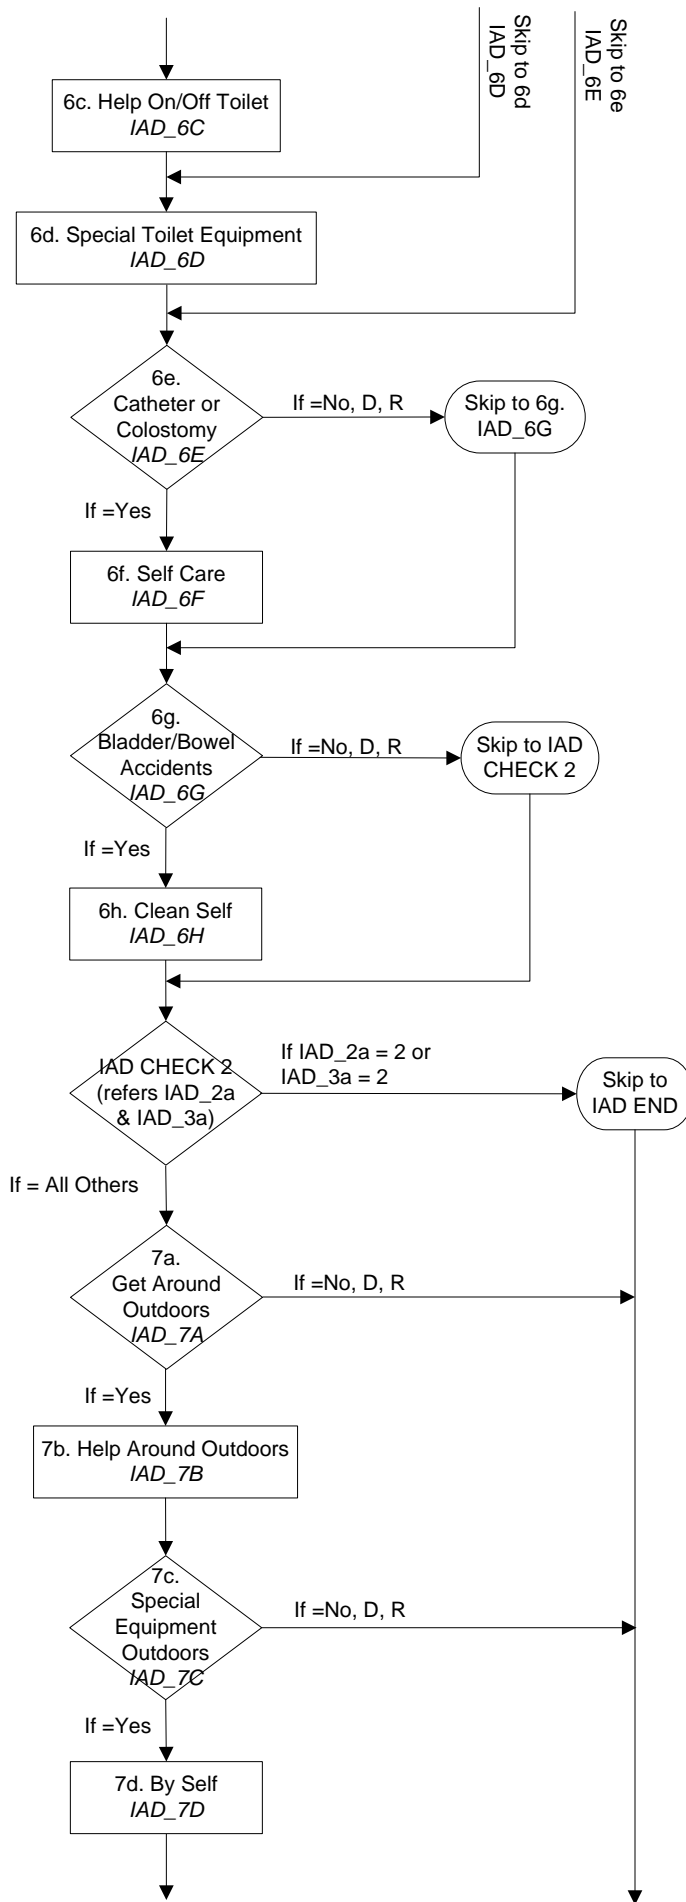 Skip to 6d
IAD_6D
Skip to 6e
IAD_6E
6c. Help On/Off Toilet
IAD_6C
6d. Special Toilet Equipment
IAD_6D
6e.
Catheter or
Colostomy
IAD_6E
If =No, D, R
Skip to 6g.
IAD_6G
If =Yes
6f. Self Care
IAD_6F
6g.
Bladder/Bowel
Accidents
IAD_6G
If =No, D, R
Skip to IAD
CHECK 2
If =Yes
6h. Clean Self
IAD_6H
IAD CHECK 2
(refers IAD_2a
& IAD_3a)
If IAD_2a = 2 or
IAD_3a = 2
Skip to
IAD END
If = All Others
7a.
Get Around
Outdoors
IAD_7A
If =No, D, R
If =Yes
7b. Help Around Outdoors
IAD_7B
7c.
Special
Equipment
Outdoors
IAD_7C
If =No, D, R
If =Yes
7d. By Self
IAD_7D